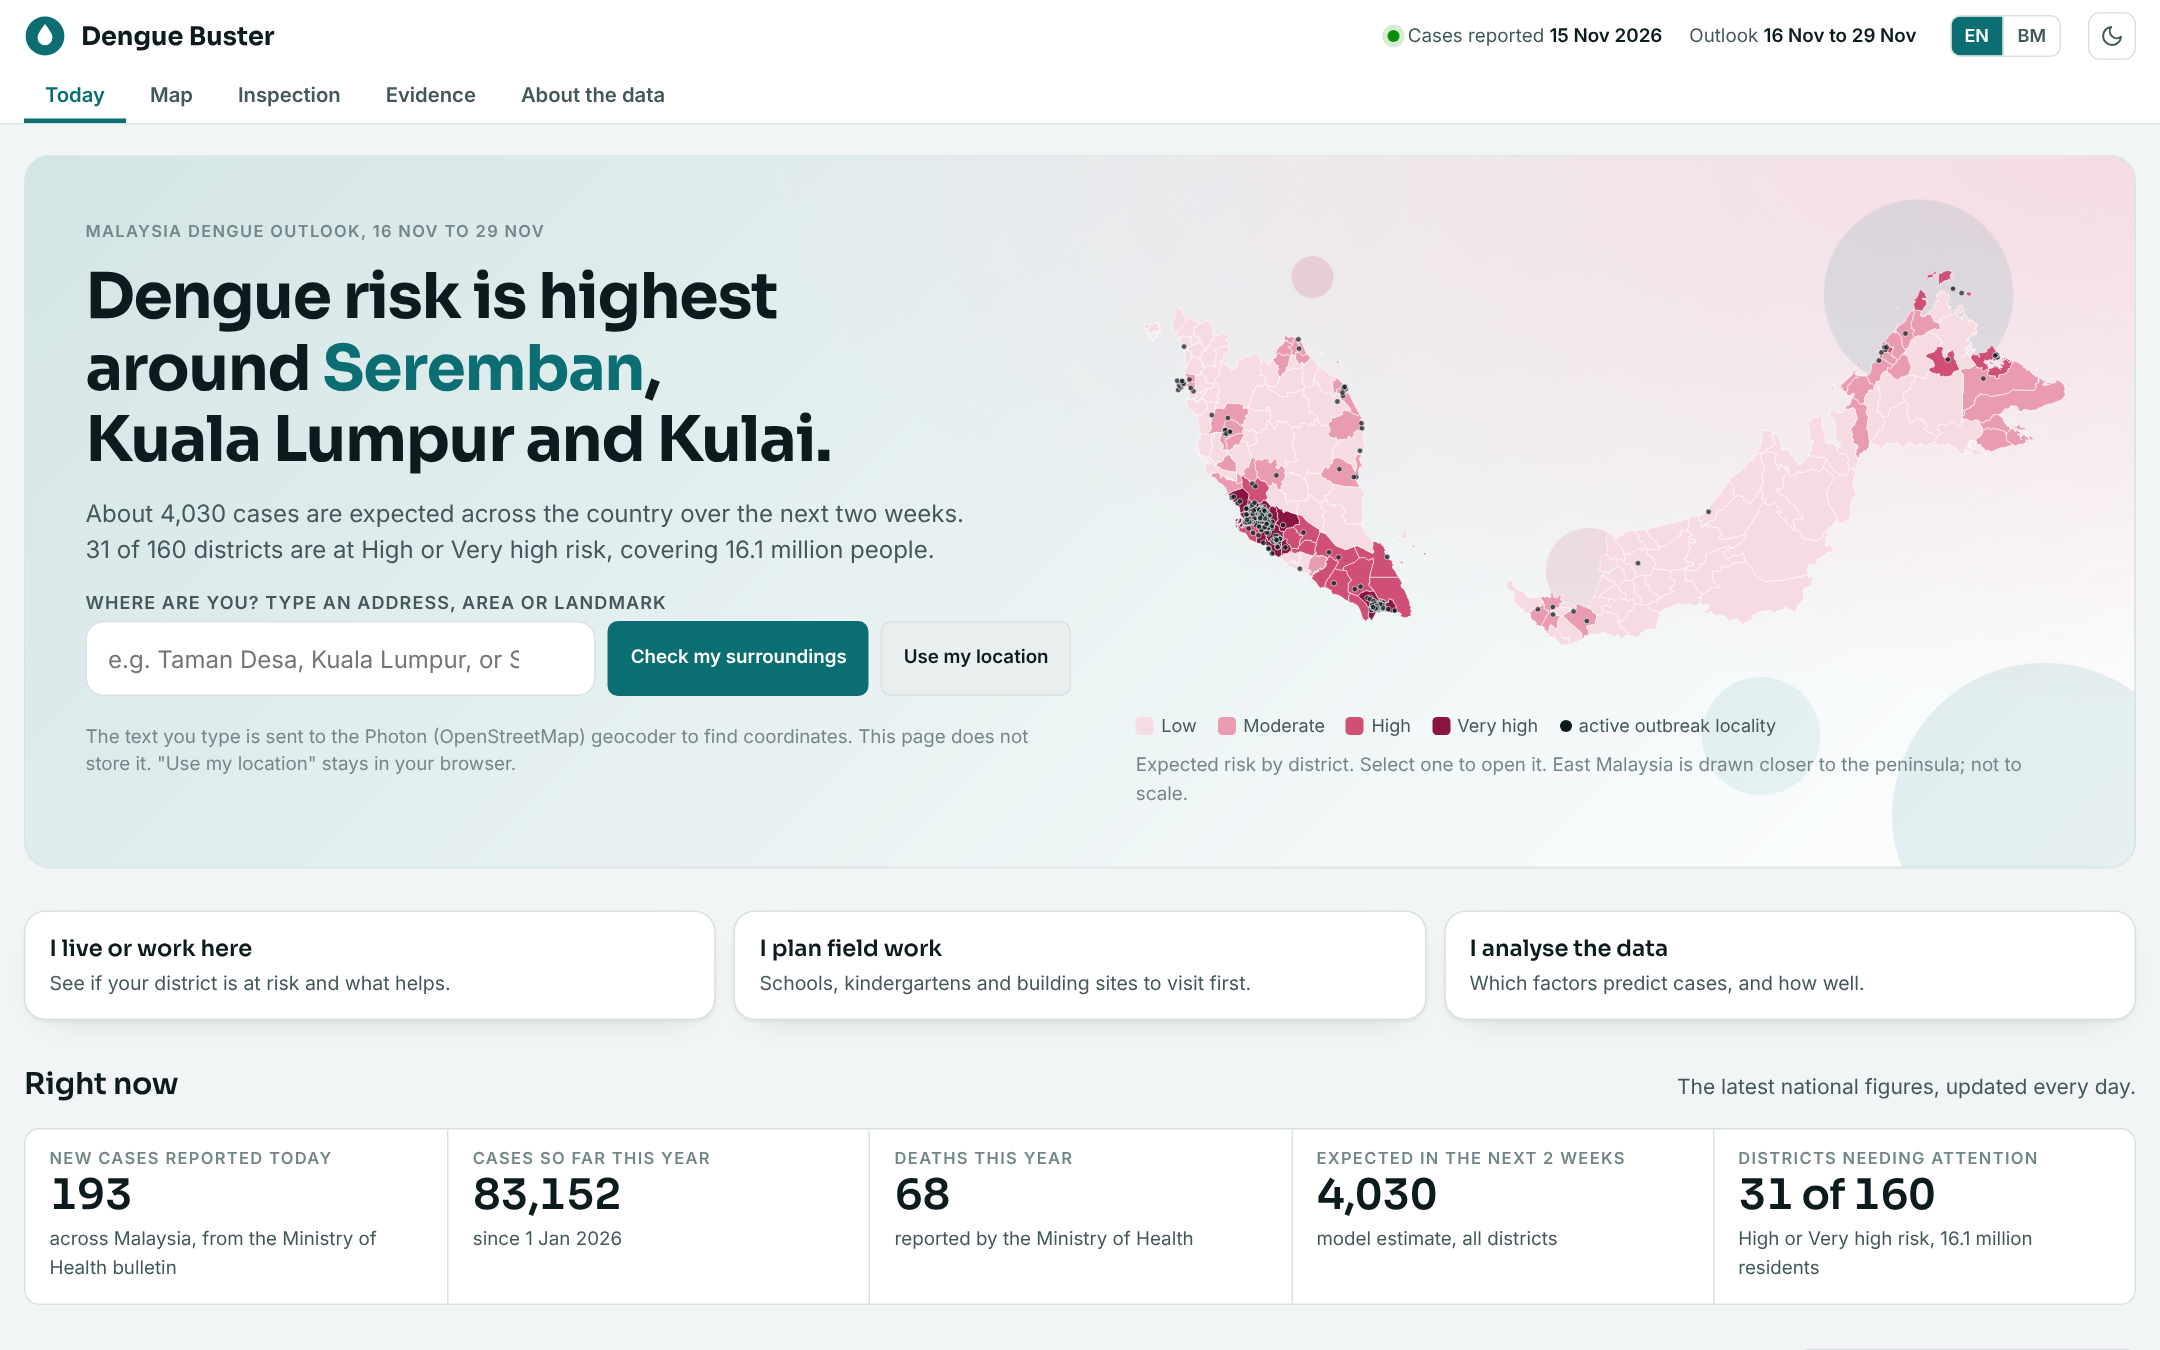 Dengue Buster
Cases reported 15 Nov 2026
Outlook 16 Nov to 29 Nov
EN BM
Today Map Inspection Evidence About the data
MALAYSIA DENGUE OUTLOOK, 16 NOV TO 29 NOV
Dengue risk is highest
around Seremban,
Kuala Lumpur and Kulai.
About 4,030 cases are expected across the country over the next two weeks.
31 of 160 districts are at High or Very high risk, covering 16.1 million people.
WHERE ARE YOU? TYPE AN ADDRESS, AREA OR LANDMARK
e.g. Taman Desa, Kuala Lumpur, or S
Check my surroundings
Use my location
The text you type is sent to the Photon (OpenStreetMap) geocoder to find coordinates. This page does not
store it. "Use my location" stays in your browser.
Low Moderate High Very high active outbreak locality
Expected risk by district. Select one to open it. East Malaysia is drawn closer to the peninsula; not to
scale.
I live or work here
See if your district is at risk and what helps.
I plan field work
Schools, kindergartens and building sites to visit first.
I analyse the data
Which factors predict cases, and how well.
Right now
The latest national figures, updated every day.
NEW CASES REPORTED TODAY
193
across Malaysia, from the Ministry of
Health bulletin
CASES SO FAR THIS YEAR
83,152
since 1 Jan 2026
DEATHS THIS YEAR
68
reported by the Ministry of Health
EXPECTED IN THE NEXT 2 WEEKS
4,030
model estimate, all districts
DISTRICTS NEEDING ATTENTION
31 of 160
High or Very high risk, 16.1 million
residents